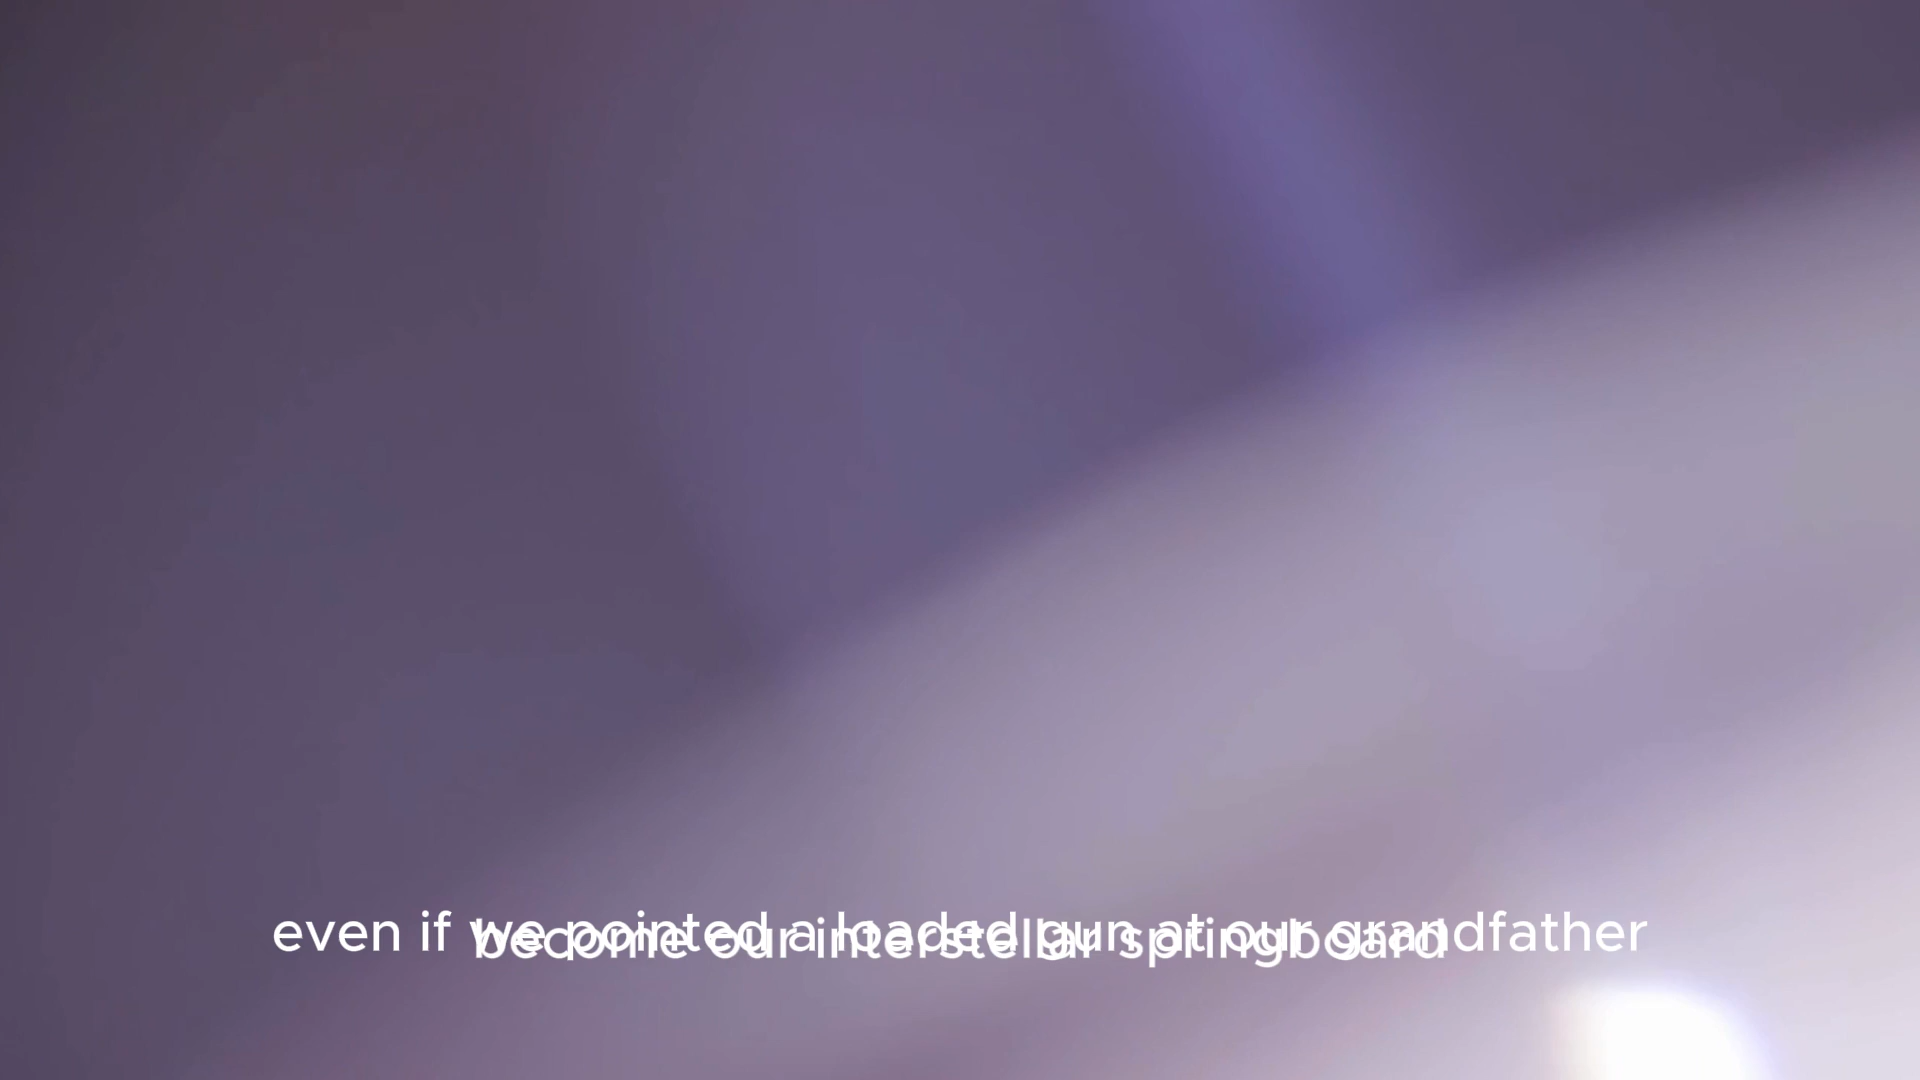 even if we pointed a loaded gun at our grandfather
become our interstellar springboard